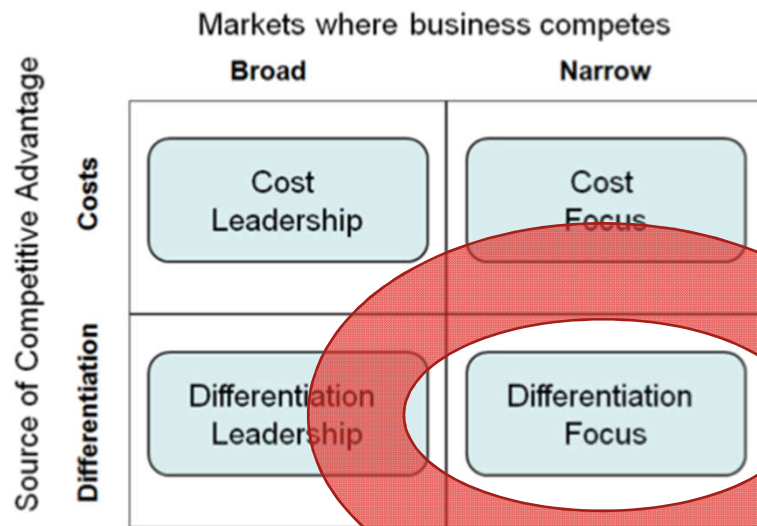 Markets where business competes
Broad Narrow
Source of Competitive Advantage
Costs
Cost
Leadership
Cost
Focus
Differentiation
Differentiation
Leadership
Differentiation
Focus